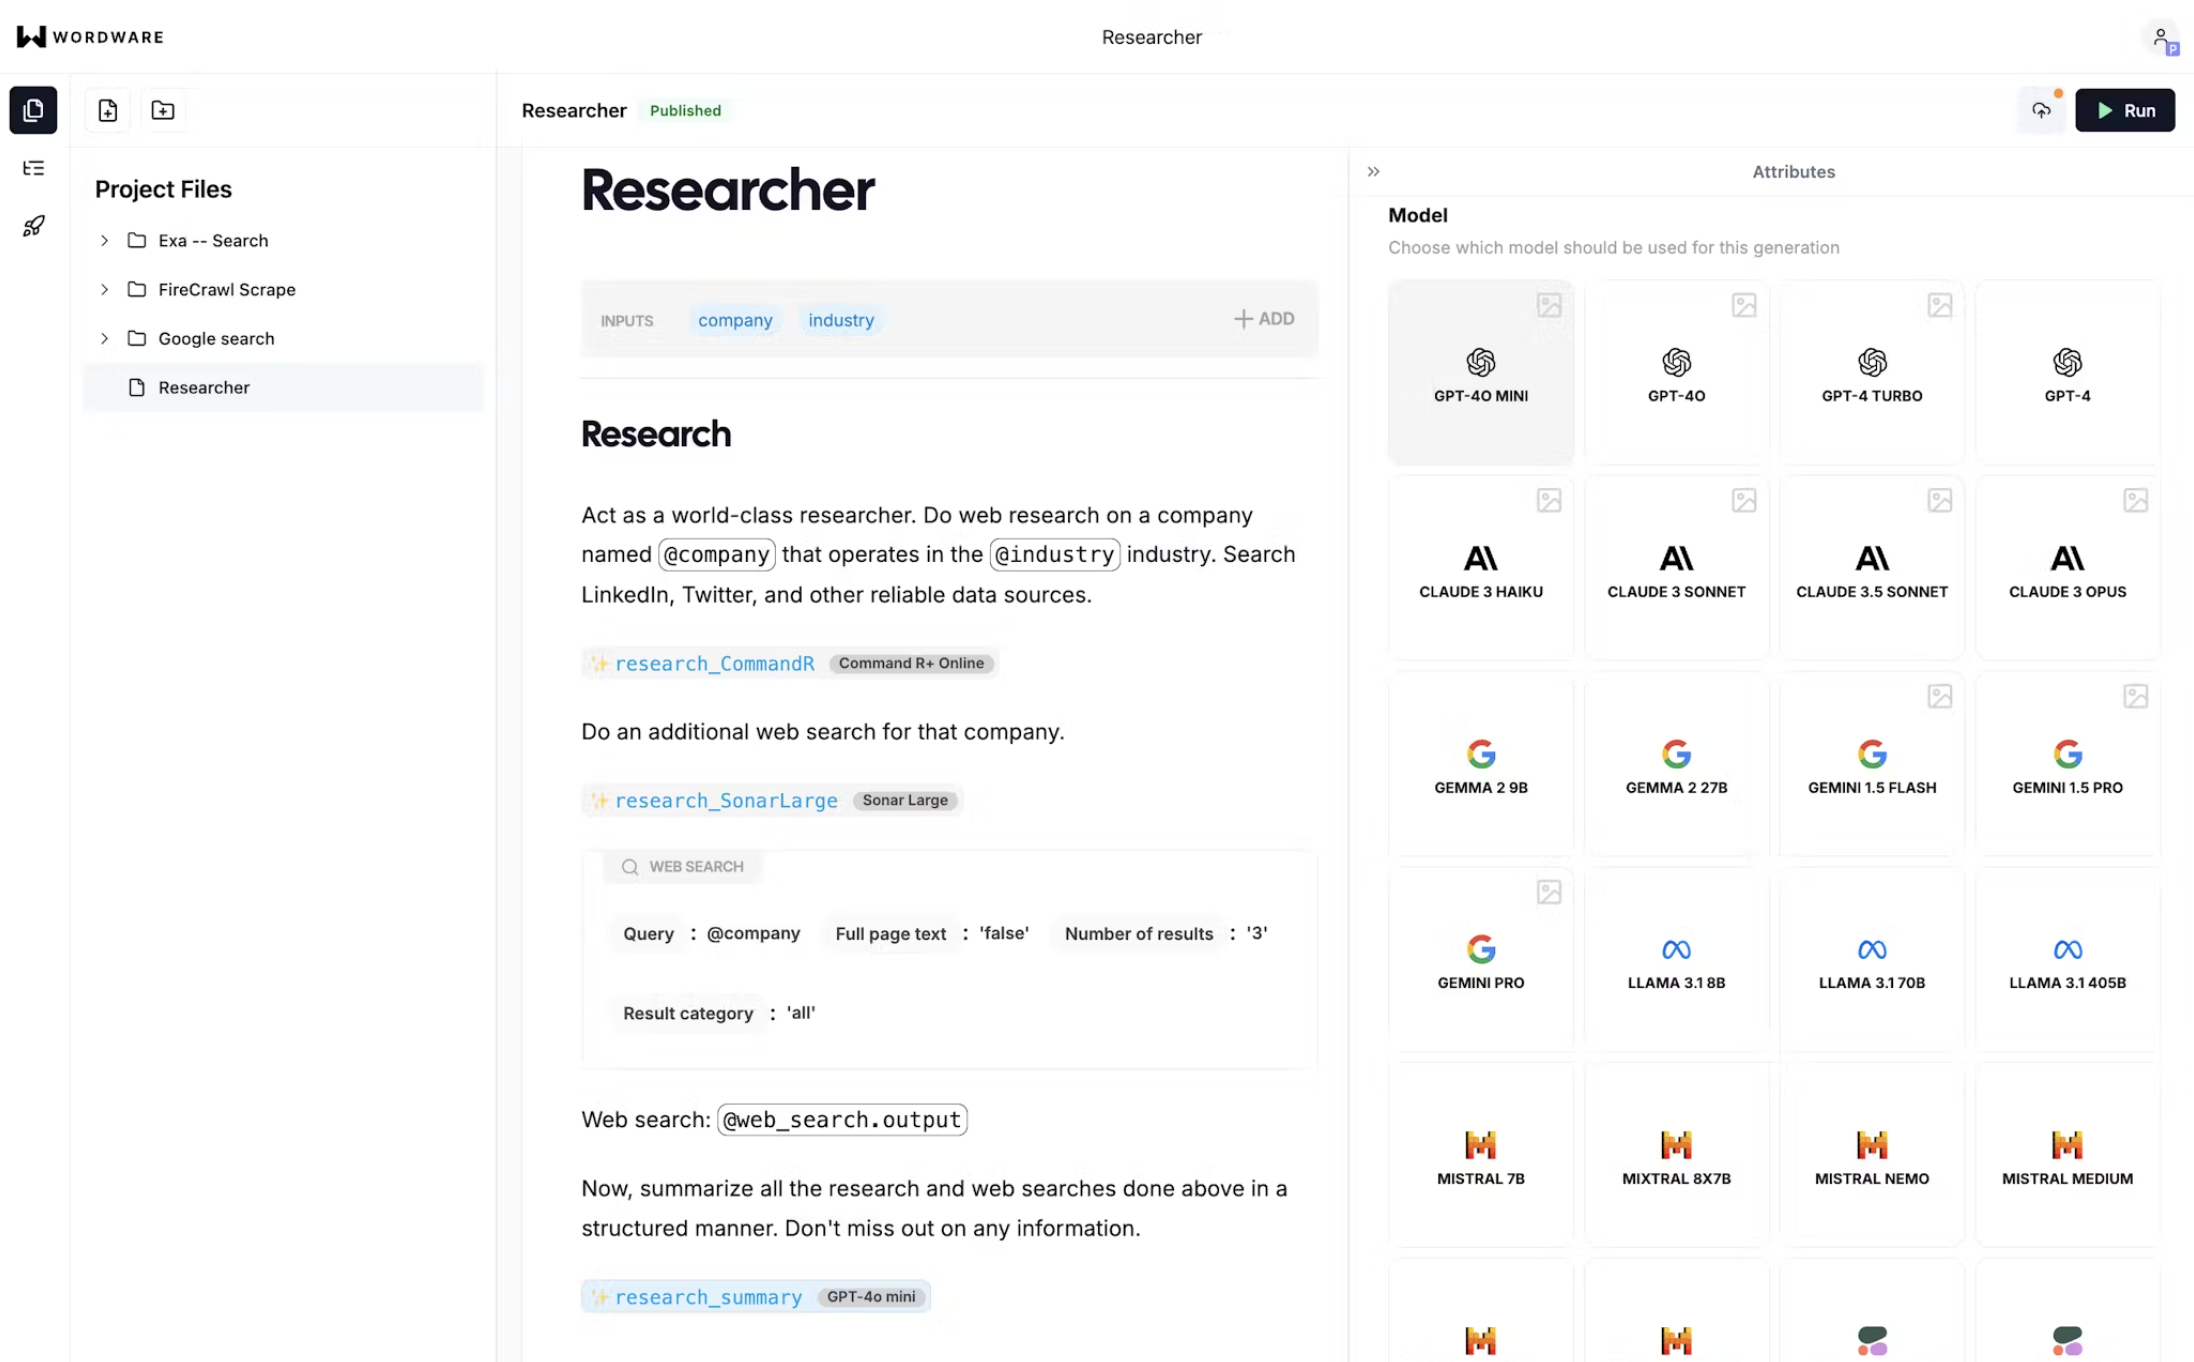 WORDWARE
Researcher
P
Project Files
Exa -- Search
FireCrawl Scrape
Google search
Researcher
Researcher Published
Run
Researcher
INPUTS company industry + ADD
Research
Act as a world-class researcher. Do web research on a company
named @company that operates in the @industry industry. Search
LinkedIn, Twitter, and other reliable data sources.
research_CommandR Command R+ Online
Do an additional web search for that company.
research_SonarLarge Sonar Large
WEB SEARCH
Query : @company Full page text : 'false' Number of results : '3'
Result category : 'all'
Web search: @web_search.output
Now, summarize all the research and web searches done above in a
structured manner. Don't miss out on any information.
research_summary GPT-4o mini
Attributes
Model
Choose which model should be used for this generation
GPT-4O MINI GPT-4O GPT-4 TURBO GPT-4
CLAUDE 3 HAIKU CLAUDE 3 SONNET CLAUDE 3.5 SONNET CLAUDE 3 OPUS
GEMMA 2 9B GEMMA 2 27B GEMINI 1.5 FLASH GEMINI 1.5 PRO
GEMINI PRO LLAMA 3.1 8B LLAMA 3.1 70B LLAMA 3.1 405B
MISTRAL 7B MIXTRAL 8X7B MISTRAL NEMO MISTRAL MEDIUM